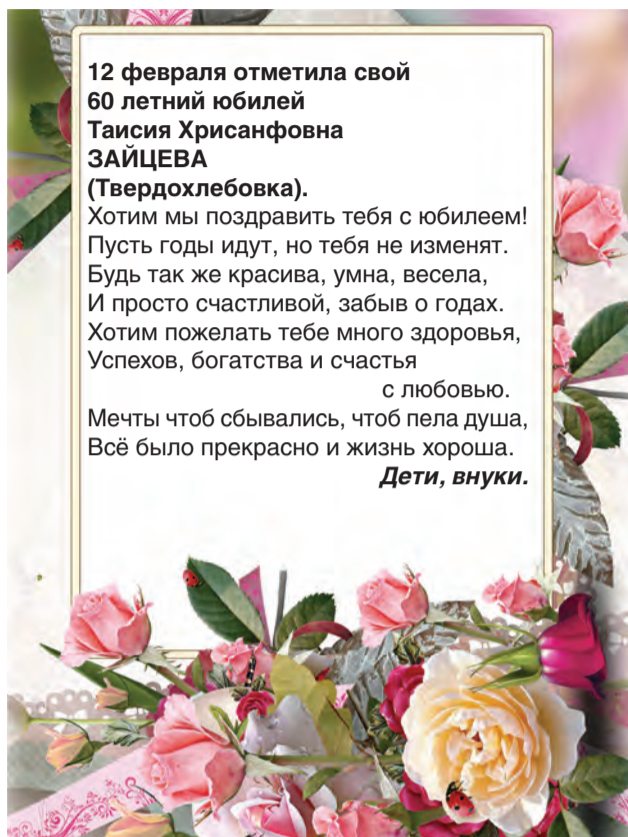 12 февраля отметила свой
60 летний юбилей
Таисия Хрисанфовна
ЗАЙЦЕВА
(Твердохлебовка).
Хотим мы поздравить тебя с юбилеем!
Пусть годы идут, но тебя не изменят.
Будь так же красива, умна, весела,
И просто счастливой, забыв о годах.
Хотим пожелать тебе много здоровья,
Успехов, богатства и счастья
с любовью.
Мечты чтоб сбывались, чтоб пела душа,
Всё было прекрасно и жизнь хороша.
Дети, внуки.